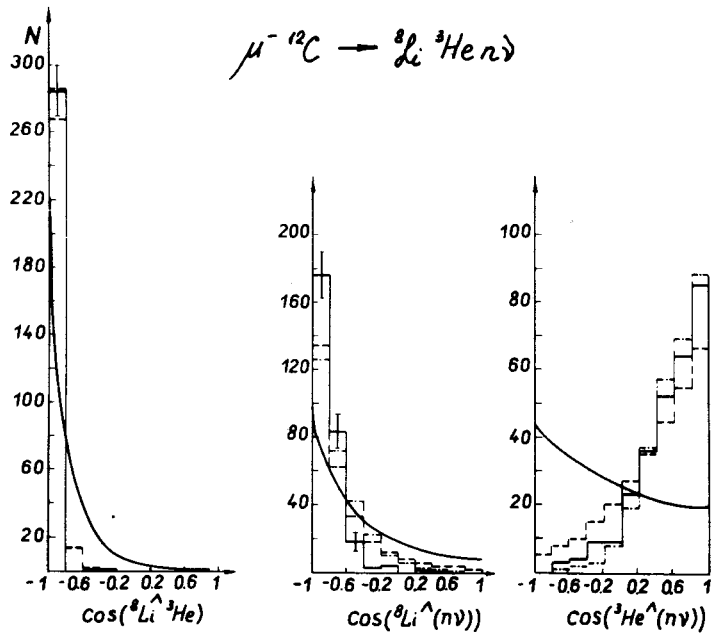 μ⁻ ¹²C → ⁸Li ³He nν̀
N
300
260
220
180
140
100
60
20
-1 -0.6 -0.2 0.2 0.6 1
cos(⁸Li^³He)
200
160
120
80
40
-1 -0.6 -0.2 0.2 0.6 1
cos(⁸Li^(nν))
100
80
60
40
20
-1 -0.6 -0.2 0.2 0.6 1
cos(³He^(nν))